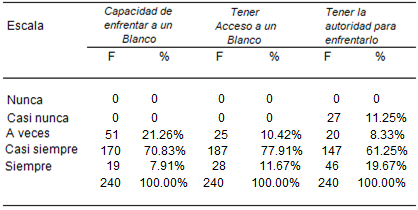 Escala Capacidad de enfrentar a un Blanco Tener Acceso a un Blanco Tener la autoridad para enfrentarlo
F % F % F %
Nunca 0 0 0 0 0 0
Casi nunca 0 0 0 0 27 11.25%
A veces 51 21.26% 25 10.42% 20 8.33%
Casi siempre 170 70.83% 187 77.91% 147 61.25%
Siempre 19 7.91% 28 11.67% 46 19.67%
240 100.00% 240 100.00% 240 100.00%